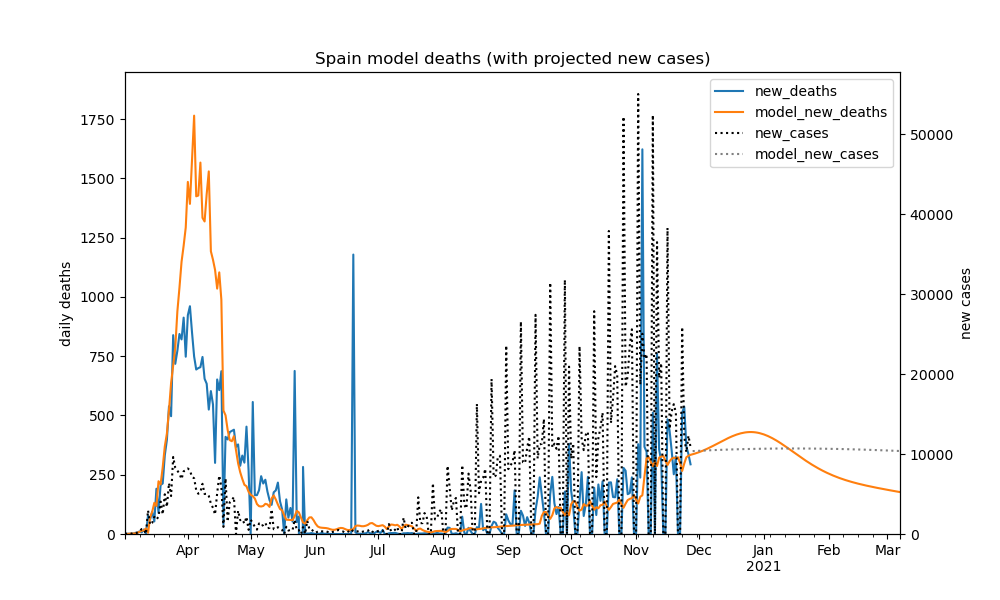 Spain model deaths (with projected new cases)
new_deaths
model_new_deaths
new_cases
model_new_cases
daily deaths
1750
1500
1250
1000
750
500
250
0
new cases
50000
40000
30000
20000
10000
0
Apr May Jun Jul Aug Sep Oct Nov Dec Jan Feb Mar
2021